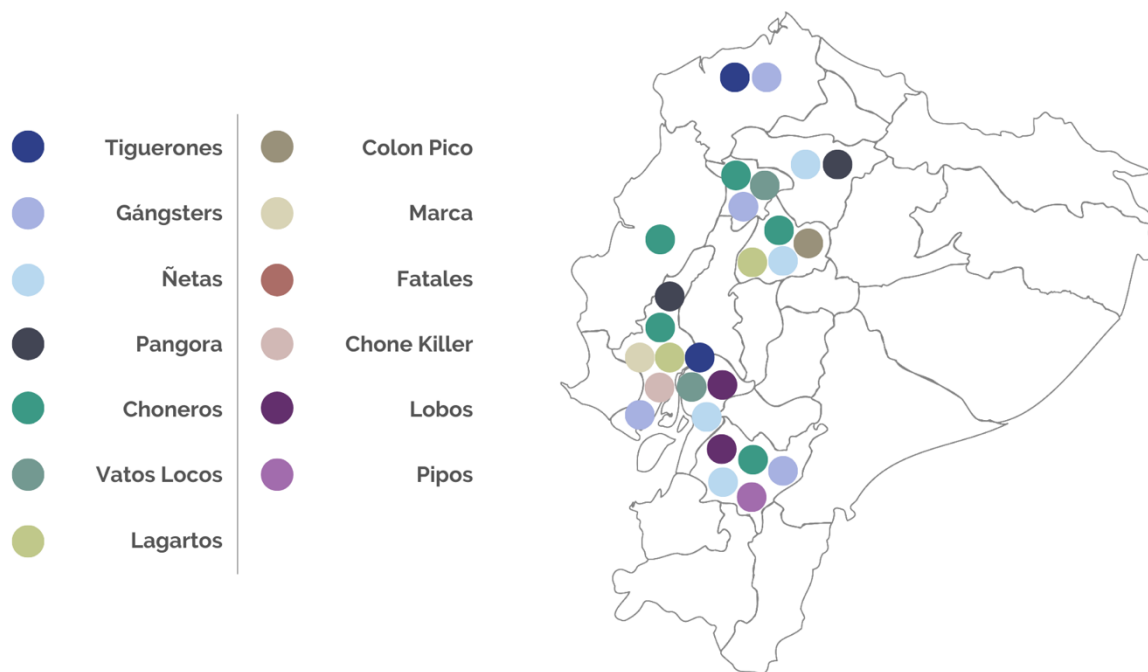 Tiguerones
Gángsters
Ñetas
Pangora
Choneros
Vatos Locos
Lagartos
Colon Pico
Marca
Fatales
Chone Killer
Lobos
Pipos